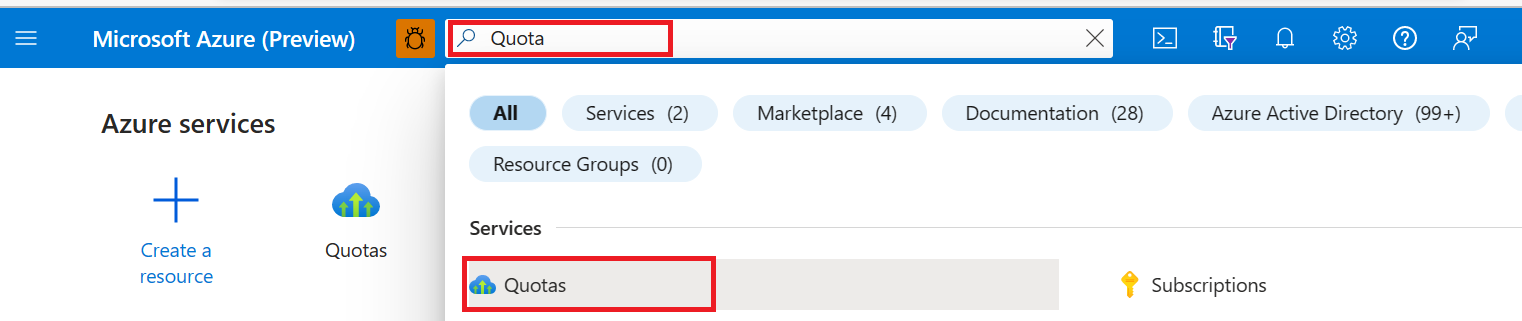 Microsoft Azure (Preview)
Quota
All
Services (2)
Marketplace (4)
Documentation (28)
Azure Active Directory (99+)
Resource Groups (0)
Azure services
Create a
resource
Quotas
Services
Quotas
Subscriptions